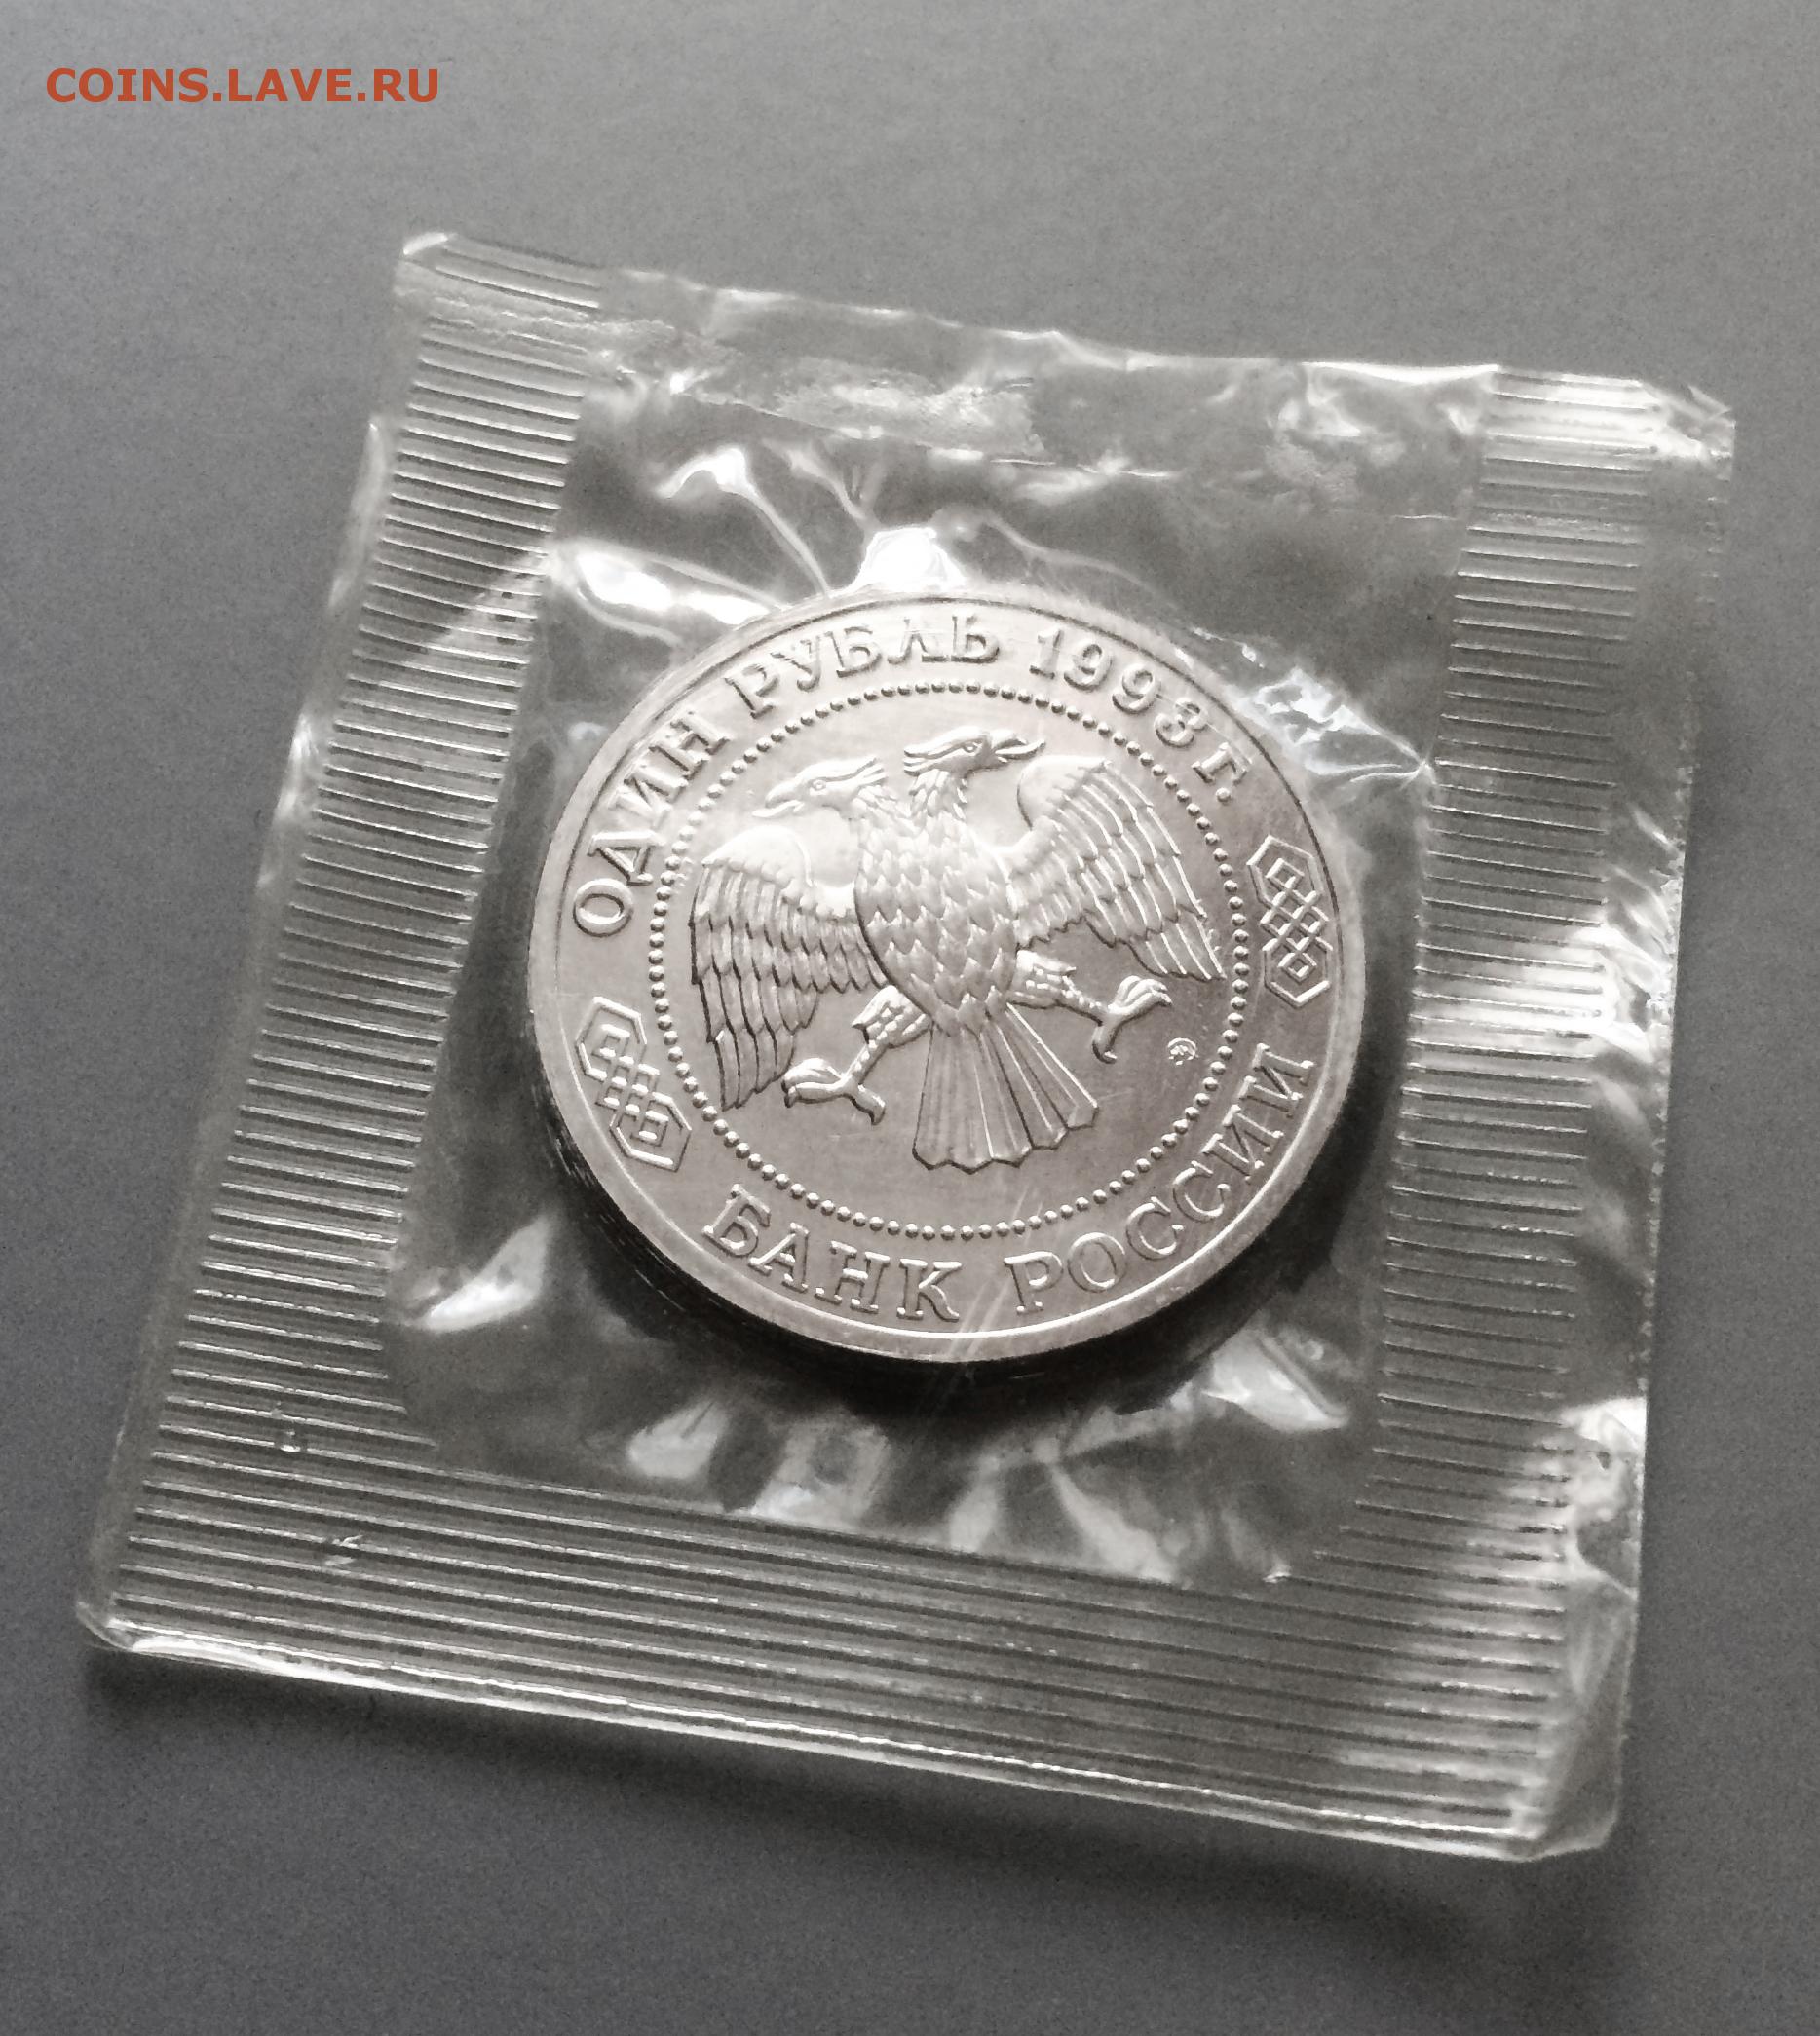 COINS.LAVE.RU
ОДИН РУБЛЬ 1993 г.
БАНК РОССИИ